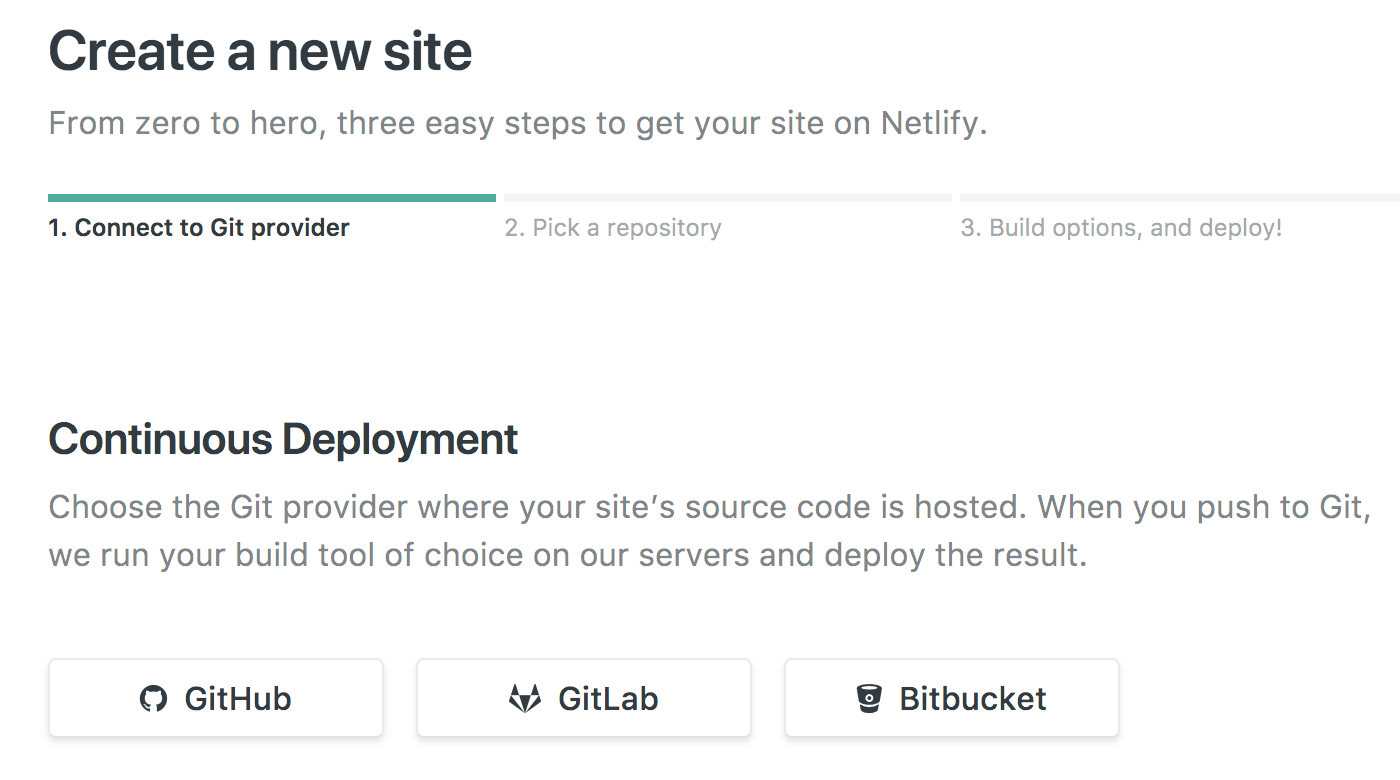 Create a new site
From zero to hero, three easy steps to get your site on Netlify.
1. Connect to Git provider
2. Pick a repository
3. Build options, and deploy!
Continuous Deployment
Choose the Git provider where your site’s source code is hosted. When you push to Git,
we run your build tool of choice on our servers and deploy the result.
GitHub
GitLab
Bitbucket